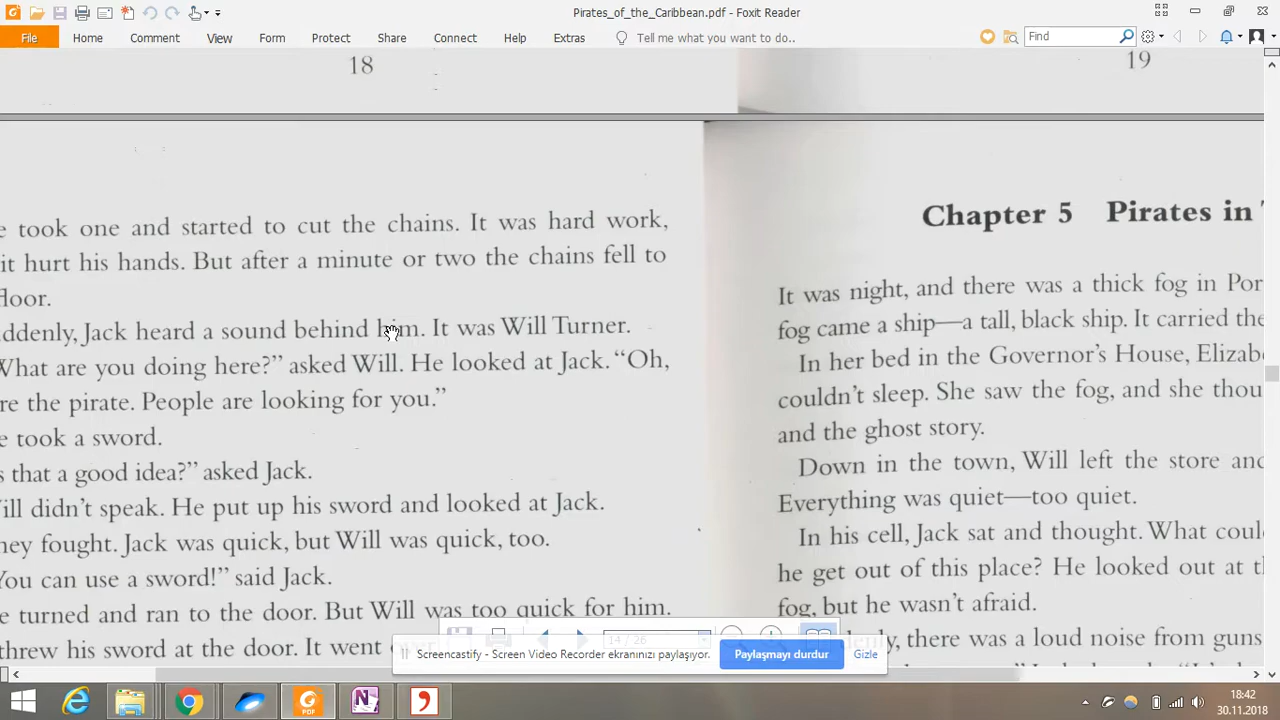 Pirates_of_the_Caribbean.pdf - Foxit Reader
File Home Comment View Form Protect Share Connect Help Extras Tell me what you want to do.. Find
18
19
took one and started to cut the chains. It was hard work,
it hurt his hands. But after a minute or two the chains fell to
floor.
Jack heard a sound behind him. It was Will Turner.
What are you doing here?” asked Will. He looked at Jack. “Oh,
the pirate. People are looking for you.”
took a sword.
that a good idea?” asked Jack.
didn’t speak. He put up his sword and looked at Jack.
fought. Jack was quick, but Will was quick, too.
You can use a sword!” said Jack.
turned and ran to the door. But Will was too quick for him.
threw his sword at the door. It went
Chapter 5 Pirates in
It was night, and there was a thick fog in Por
fog came a ship—a tall, black ship. It carried the
In her bed in the Governor’s House, Elizab
couldn’t sleep. She saw the fog, and she thou
and the ghost story.
Down in the town, Will left the store and
Everything was quiet—too quiet.
In his cell, Jack sat and thought. What coul
he get out of this place? He looked out at t
fog, but he wasn’t afraid.
there was a loud noise from guns
14 / 26
Screencastify - Screen Video Recorder ekranınızı paylaşıyor. Paylaşmayı durdur Gizle
18:42
30.11.2018